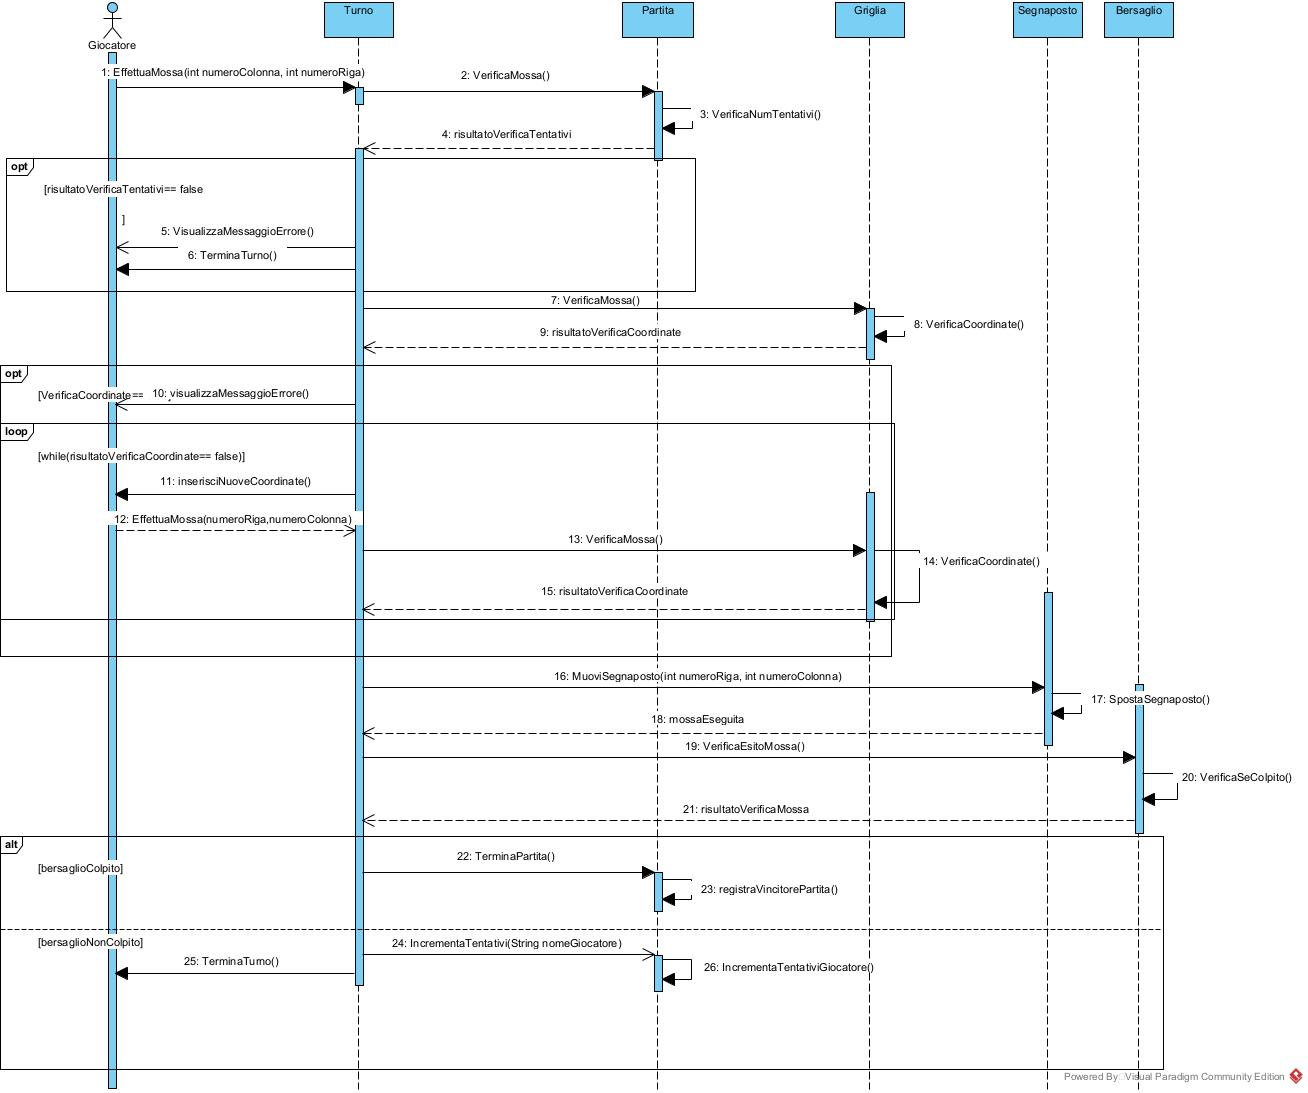 Turno
Partita
Griglia
Segnaposto
Bersaglio
Giocatore
1: EffettuaMossa(int numeroColonna, int numeroRiga)
2: VerificaMossa()
3: VerificaNumTentativi()
4: risultatoVerificaTentativi
opt
[risultatoVerificaTentativi== false
]
5: VisualizzaMessaggioErrore()
6: TerminaTurno()
7: VerificaMossa()
8: VerificaCoordinate()
9: risultatoVerificaCoordinate
opt
[VerificaCoordinate==
10: visualizzaMessaggioErrore()
loop
[while(risultatoVerificaCoordinate== false)]
11: inserisciNuoveCoordinate()
12: EffettuaMossa(numeroRiga,numeroColonna)
13: VerificaMossa()
14: VerificaCoordinate()
15: risultatoVerificaCoordinate
16: MuoviSegnaposto(int numeroRiga, int numeroColonna)
17: SpostaSegnaposto()
18: mossaEseguita
19: VerificaEsitoMossa()
20: VerificaSeColpito()
21: risultatoVerificaMossa
alt
22: TerminaPartita()
[bersaglioColpito]
23: registraVincitorePartita()
[bersaglioNonColpito]
24: IncrementaTentativi(String nomeGiocatore)
25: TerminaTurno()
26: IncrementaTentativiGiocatore()
Powered By Visual Paradigm Community Edition